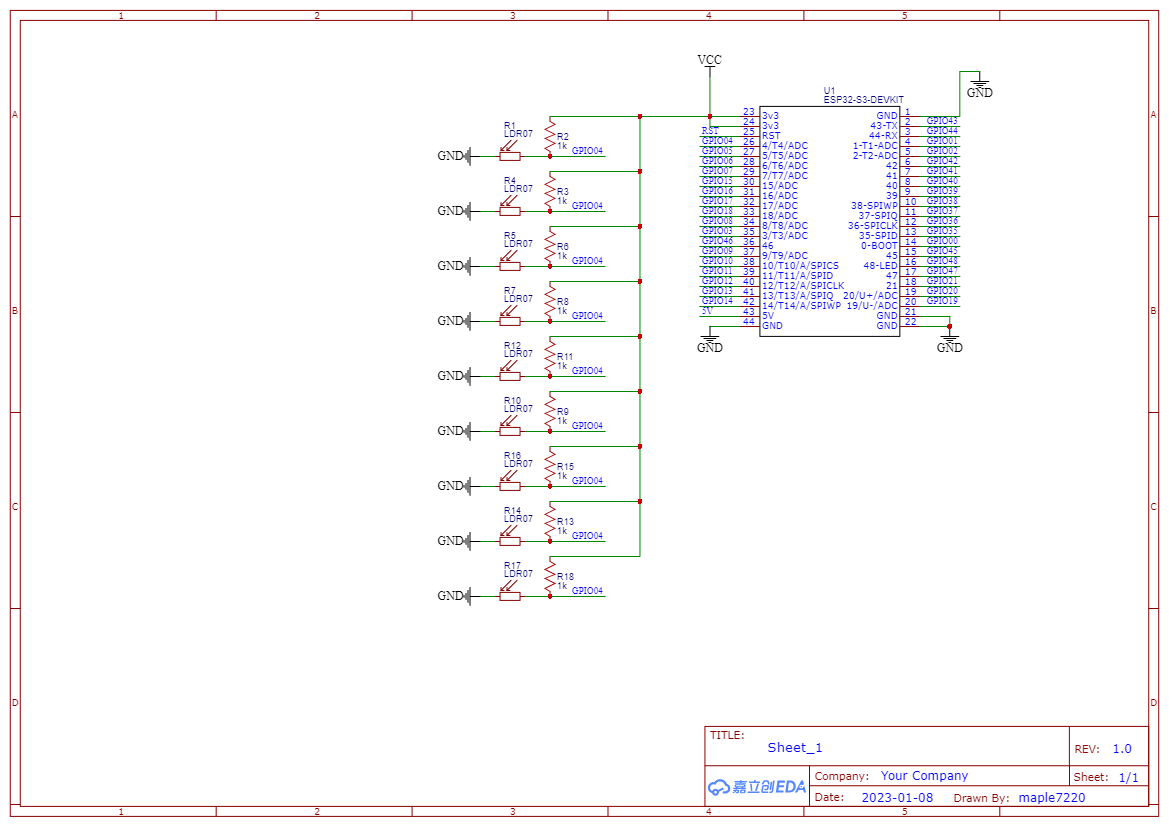 1 2 3 4 5
A
B
C
D
A
B
C
D
1 2 3 4 5
VCC
GND
U1
ESP32-S3-DEVKIT
R1
LDR07
R2
1k
GPIO04
GND
R4
LDR07
R3
1k
GPIO04
GND
R5
LDR07
R6
1k
GPIO04
GND
R7
LDR07
R8
1k
GPIO04
GND
R12
LDR07
R11
1k
GPIO04
GND
R10
LDR07
R9
1k
GPIO04
GND
R16
LDR07
R15
1k
GPIO04
GND
R14
LDR07
R13
1k
GPIO04
GND
R17
LDR07
R18
1k
GPIO04
GND
23 3v3 GND 1
24 3v3 43-TX 2 GPIO43
RST 25 RST 44-RX 3 GPIO44
GPIO04 26 4/T4/ADC 1-T1-ADC 4 GPIO01
GPIO05 27 5/T5/ADC 2-T2-ADC 5 GPIO02
GPIO06 28 6/T6/ADC 42 6 GPIO42
GPIO07 29 7/T7/ADC 41 7 GPIO41
GPIO15 30 15/ADC 40 8 GPIO40
GPIO16 31 16/ADC 39 9 GPIO39
GPIO17 32 17/ADC 38-SPIWP 10 GPIO38
GPIO18 33 18/ADC 37-SPIQ 11 GPIO37
GPIO08 34 8/T8/ADC 36-SPICLK 12 GPIO36
GPIO03 35 3/T3/ADC 35-SPID 13 GPIO35
GPIO46 36 46 0-BOOT 14 GPIO00
GPIO09 37 9/T9/ADC 45 15 GPIO45
GPIO10 38 10/T10/A/SPICS 48-LED 16 GPIO48
GPIO11 39 11/T11/A/SPID 47 17 GPIO47
GPIO12 40 12/T12/A/SPICLK 21 18 GPIO21
GPIO13 41 13/T13/A/SPIQ 20/U+/ADC 19 GPIO20
GPIO14 42 14/T14/A/SPIWP 19/U-/ADC 20 GPIO19
5V 43 5V GND 21
44 GND GND 22
GND
GND
TITLE:
Sheet_1
REV: 1.0
嘉立创EDA
Company: Your Company
Sheet: 1/1
Date: 2023-01-08 Drawn By: maple7220